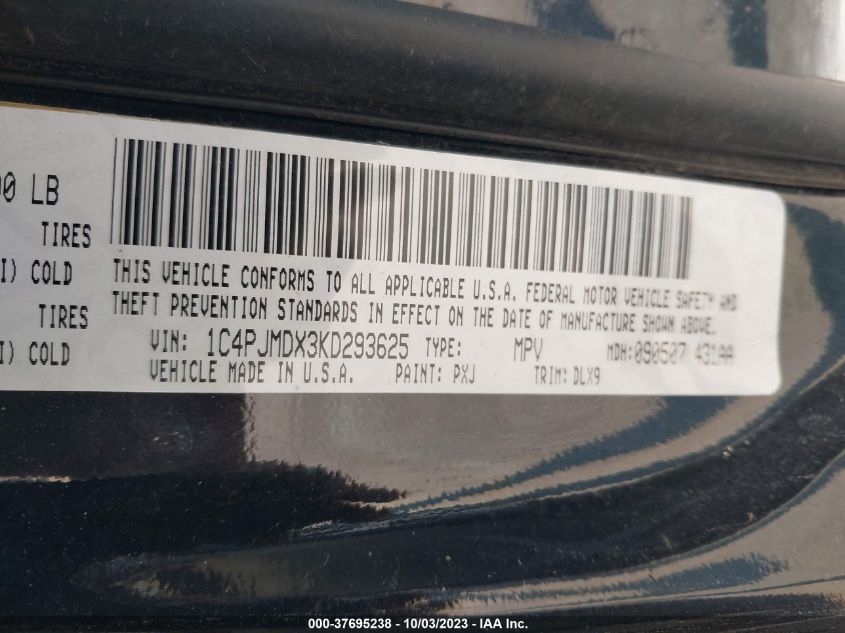 00 LB
TIRES
I) COLD
TIRES
I) COLD
THIS VEHICLE CONFORMS TO ALL APPLICABLE U.S.A. FEDERAL MOTOR VEHICLE SAFETY AND
THEFT PREVENTION STANDARDS IN EFFECT ON THE DATE OF MANUFACTURE SHOWN ABOVE.
VIN: 1C4PJMDX3KD293625 TYPE: MPV MDH:090507 431AA
VEHICLE MADE IN U.S.A. PAINT: PXJ TRIM: DLX9
000-37695238 - 10/03/2023 - IAA Inc.